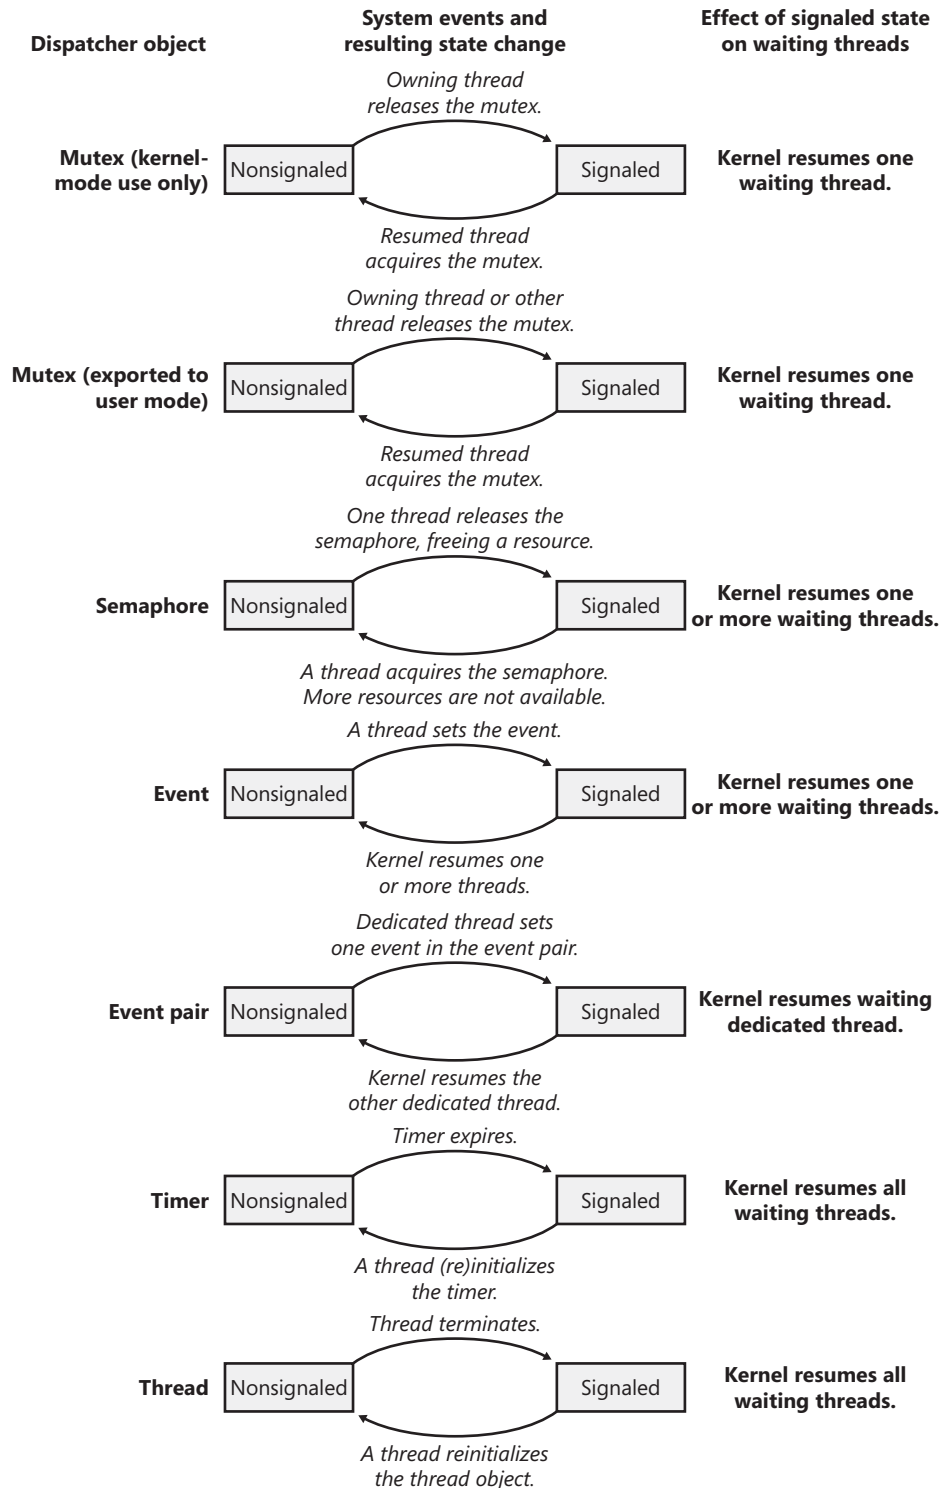 Dispatcher object
System events and
resulting state change
Effect of signaled state
on waiting threads
Owning thread
releases the mutex.
Mutex (kernel-
mode use only)
Nonsignaled
Signaled
Kernel resumes one
waiting thread.
Resumed thread
acquires the mutex.
Owning thread or other
thread releases the mutex.
Mutex (exported to
user mode)
Nonsignaled
Signaled
Kernel resumes one
waiting thread.
Resumed thread
acquires the mutex.
One thread releases the
semaphore, freeing a resource.
Semaphore
Nonsignaled
Signaled
Kernel resumes one
or more waiting threads.
A thread acquires the semaphore.
More resources are not available.
A thread sets the event.
Event
Nonsignaled
Signaled
Kernel resumes one
or more waiting threads.
Kernel resumes one
or more threads.
Dedicated thread sets
one event in the event pair.
Event pair
Nonsignaled
Signaled
Kernel resumes waiting
dedicated thread.
Kernel resumes the
other dedicated thread.
Timer expires.
Timer
Nonsignaled
Signaled
Kernel resumes all
waiting threads.
A thread (re)initializes
the timer.
Thread terminates.
Thread
Nonsignaled
Signaled
Kernel resumes all
waiting threads.
A thread reinitializes
the thread object.